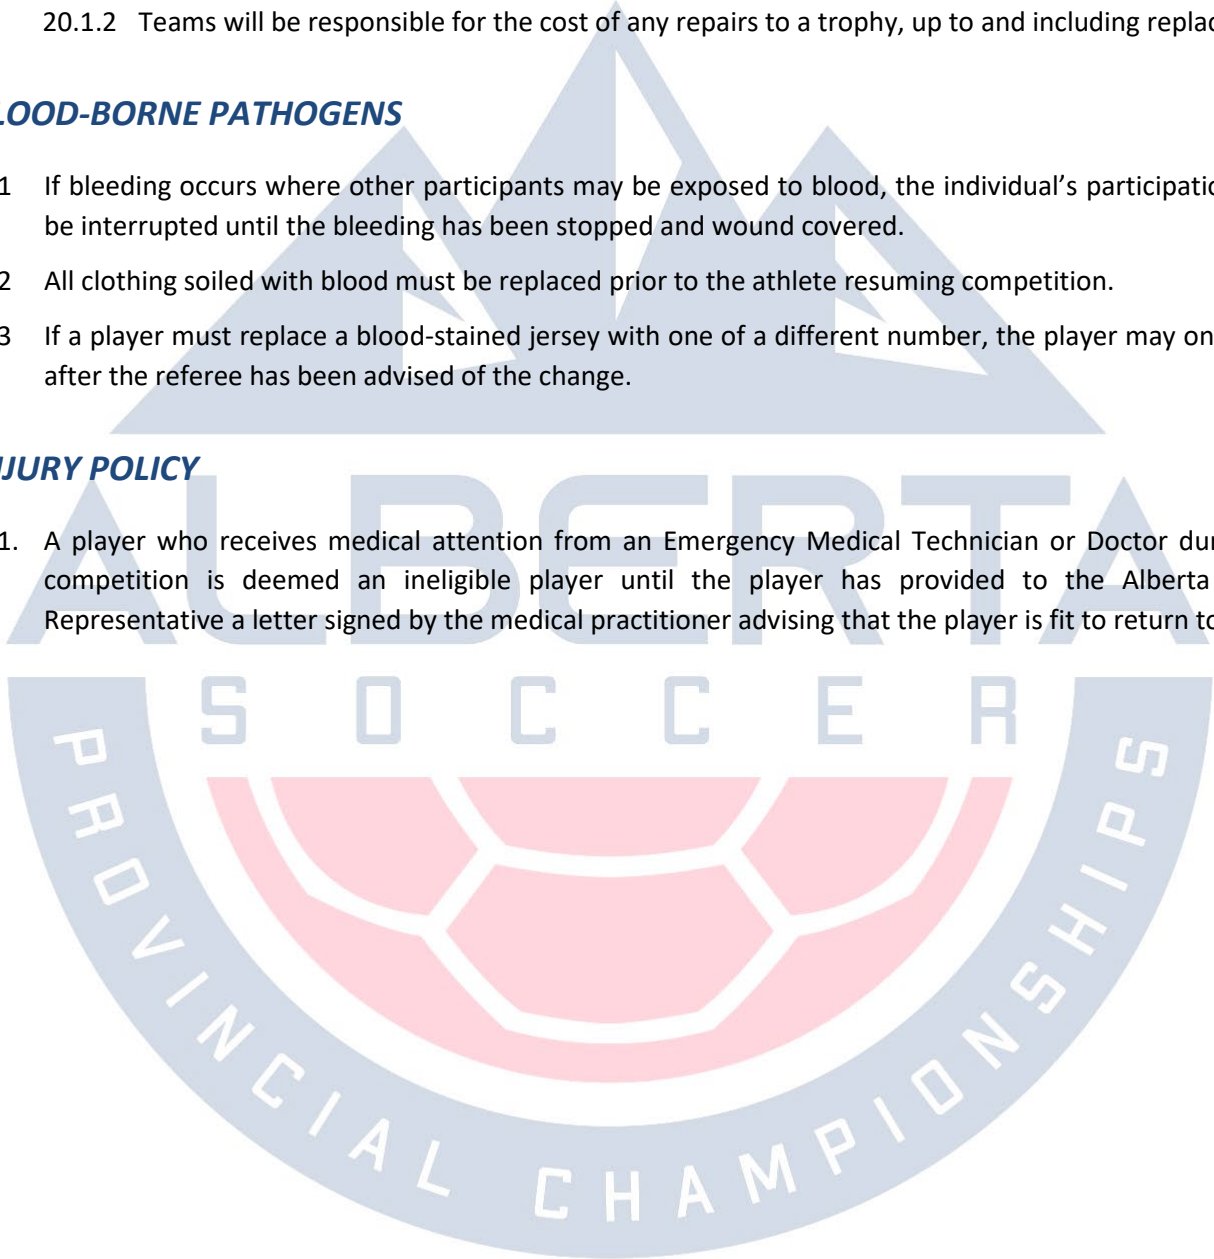 20.1.2 Teams will be responsible for the cost of any repairs to a trophy, up to and including replac
LOOD-BORNE PATHOGENS
1 If bleeding occurs where other participants may be exposed to blood, the individual’s participatio
be interrupted until the bleeding has been stopped and wound covered.
2 All clothing soiled with blood must be replaced prior to the athlete resuming competition.
3 If a player must replace a blood-stained jersey with one of a different number, the player may on
after the referee has been advised of the change.
JURY POLICY
1. A player who receives medical attention from an Emergency Medical Technician or Doctor dur
competition is deemed an ineligible player until the player has provided to the Alberta
Representative a letter signed by the medical practitioner advising that the player is fit to return to
ALBERTA
SOCCER
PROVINCIAL CHAMPIONSHIPS